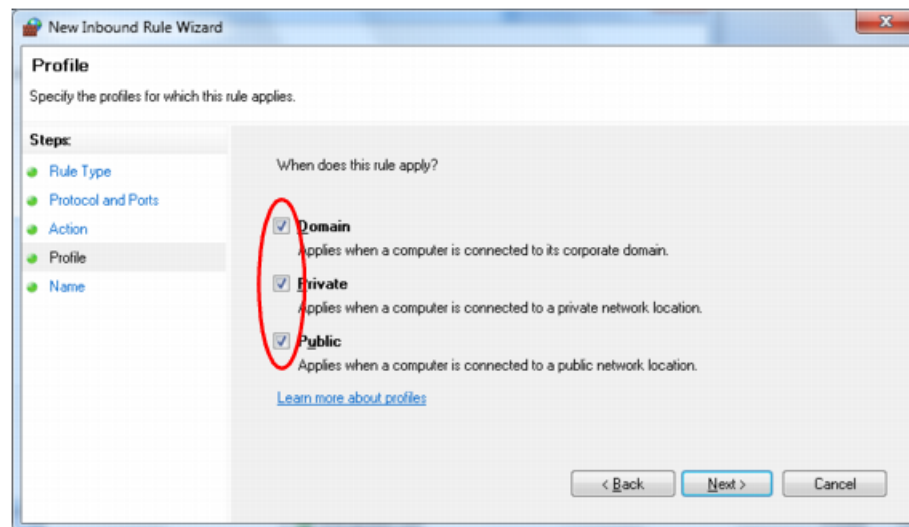 New Inbound Rule Wizard
Profile
Specify the profiles for which this rule applies.
Steps:
Rule Type
Protocol and Ports
Action
Profile
Name
When does this rule apply?
Domain
Applies when a computer is connected to its corporate domain.
Private
Applies when a computer is connected to a private network location.
Public
Applies when a computer is connected to a public network location.
Learn more about profiles
< Back
Next >
Cancel